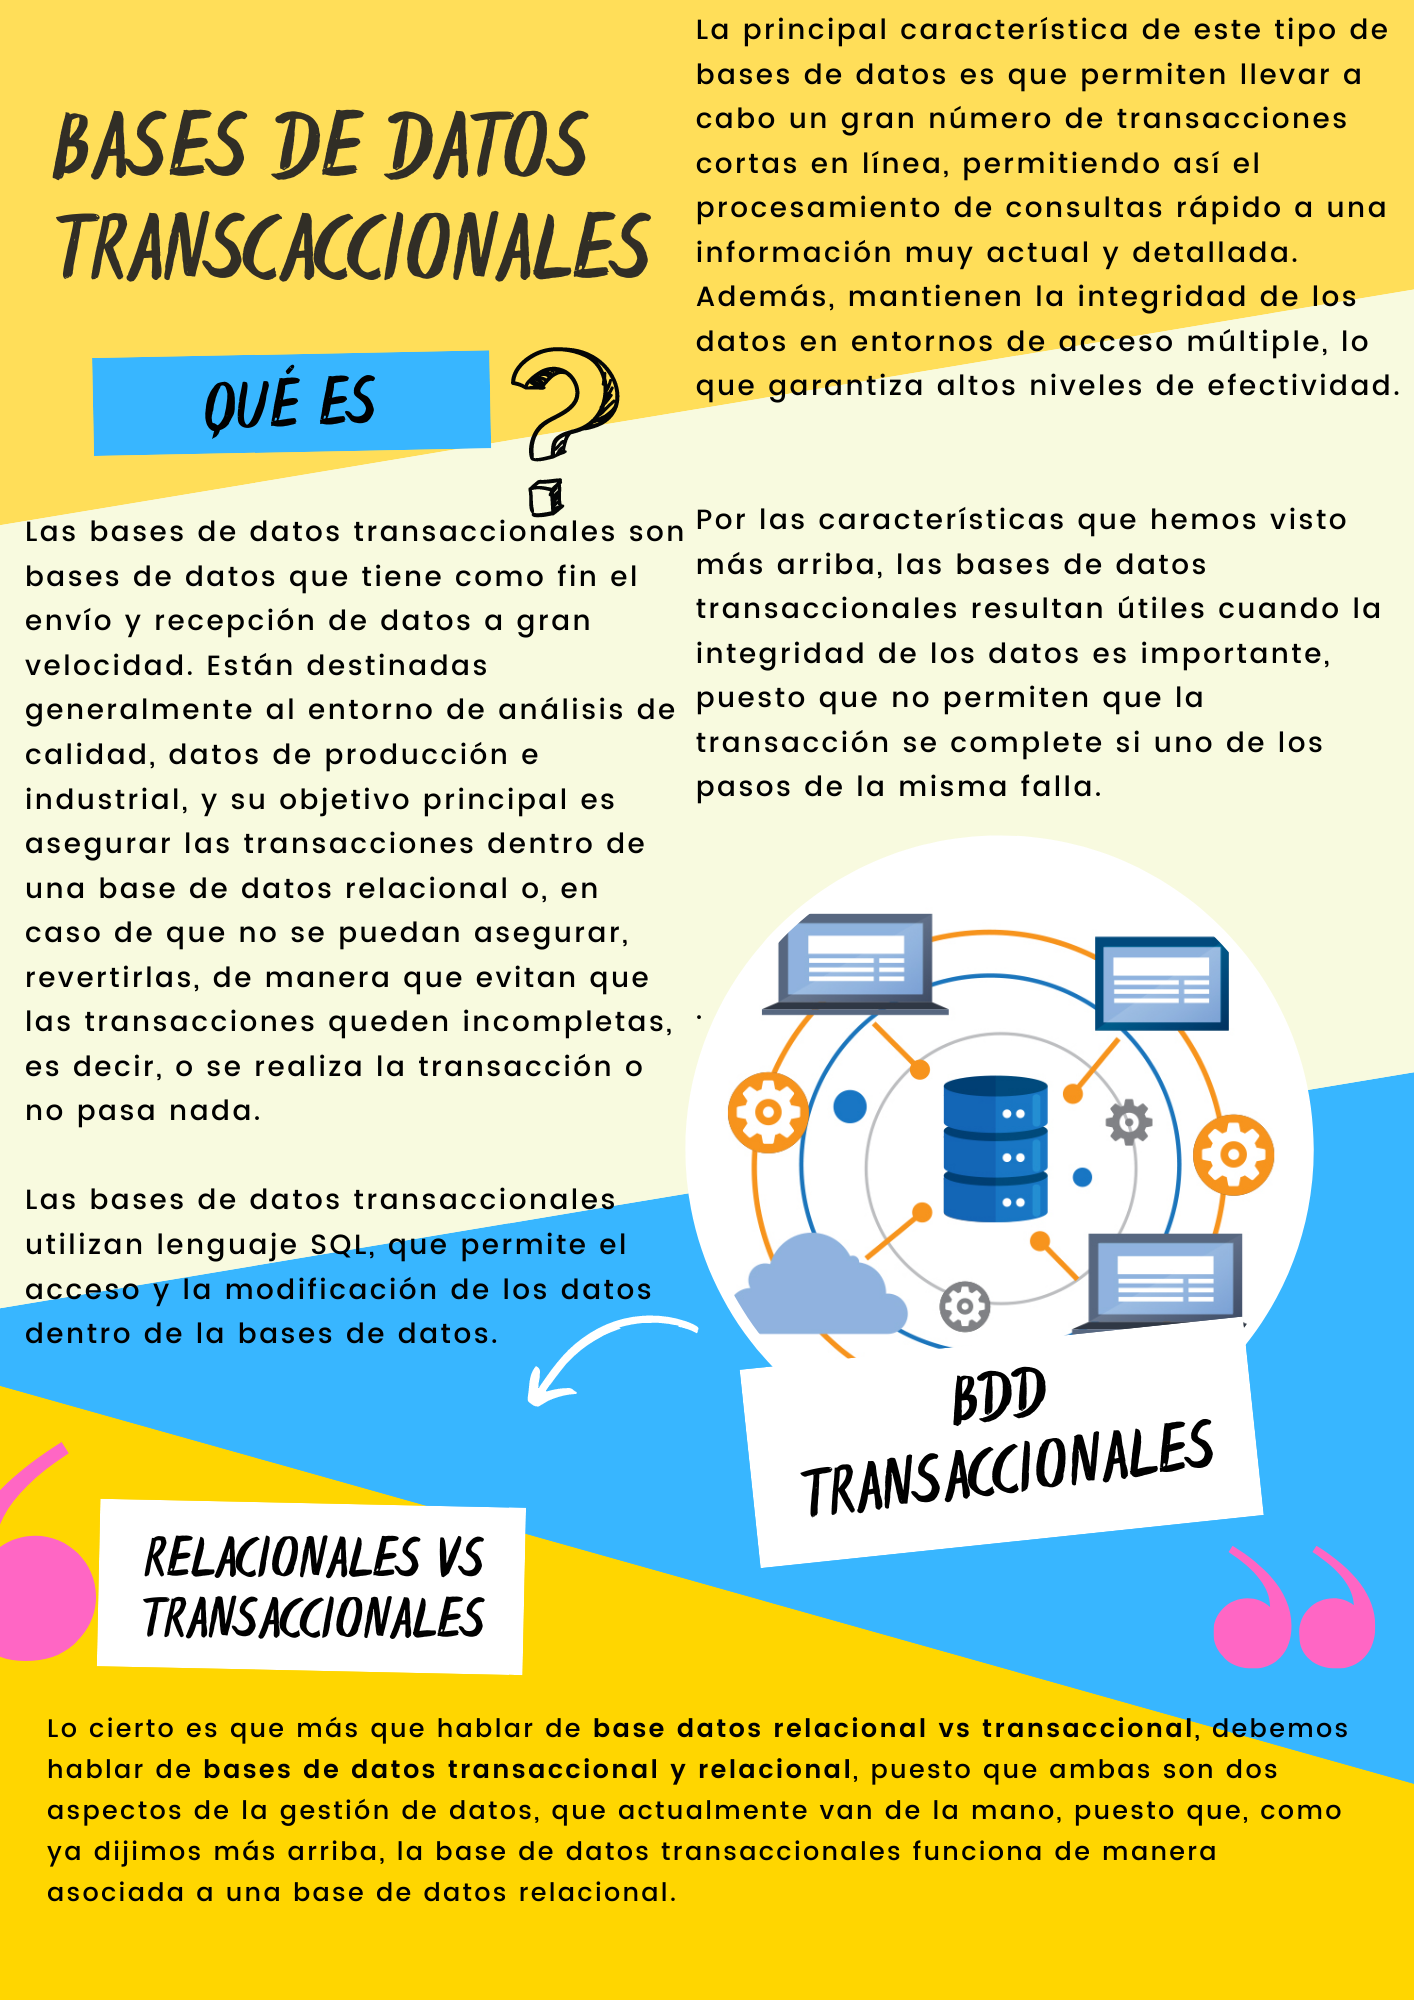 BASES DE DATOS
TRANSCACCIONALES
QUÉ ES
?
Las bases de datos transaccionales son
bases de datos que tiene como fin el
envío y recepción de datos a gran
velocidad. Están destinadas
generalmente al entorno de análisis de
calidad, datos de producción e
industrial, y su objetivo principal es
asegurar las transacciones dentro de
una base de datos relacional o, en
caso de que no se puedan asegurar,
revertirlas, de manera que evitan que
las transacciones queden incompletas,
es decir, o se realiza la transacción o
no pasa nada.
Las bases de datos transaccionales
utilizan lenguaje SQL, que permite el
acceso y la modificación de los datos
dentro de la bases de datos.
La principal característica de este tipo de
bases de datos es que permiten llevar a
cabo un gran número de transacciones
cortas en línea, permitiendo así el
procesamiento de consultas rápido a una
información muy actual y detallada.
Además, mantienen la integridad de los
datos en entornos de acceso múltiple, lo
que garantiza altos niveles de efectividad.
Por las características que hemos visto
más arriba, las bases de datos
transaccionales resultan útiles cuando la
integridad de los datos es importante,
puesto que no permiten que la
transacción se complete si uno de los
pasos de la misma falla.
.
BDD
TRANSACCIONALES
RELACIONALES VS
TRANSACCIONALES
Lo cierto es que más que hablar de base datos relacional vs transaccional, debemos
hablar de bases de datos transaccional y relacional, puesto que ambas son dos
aspectos de la gestión de datos, que actualmente van de la mano, puesto que, como
ya dijimos más arriba, la base de datos transaccionales funciona de manera
asociada a una base de datos relacional.